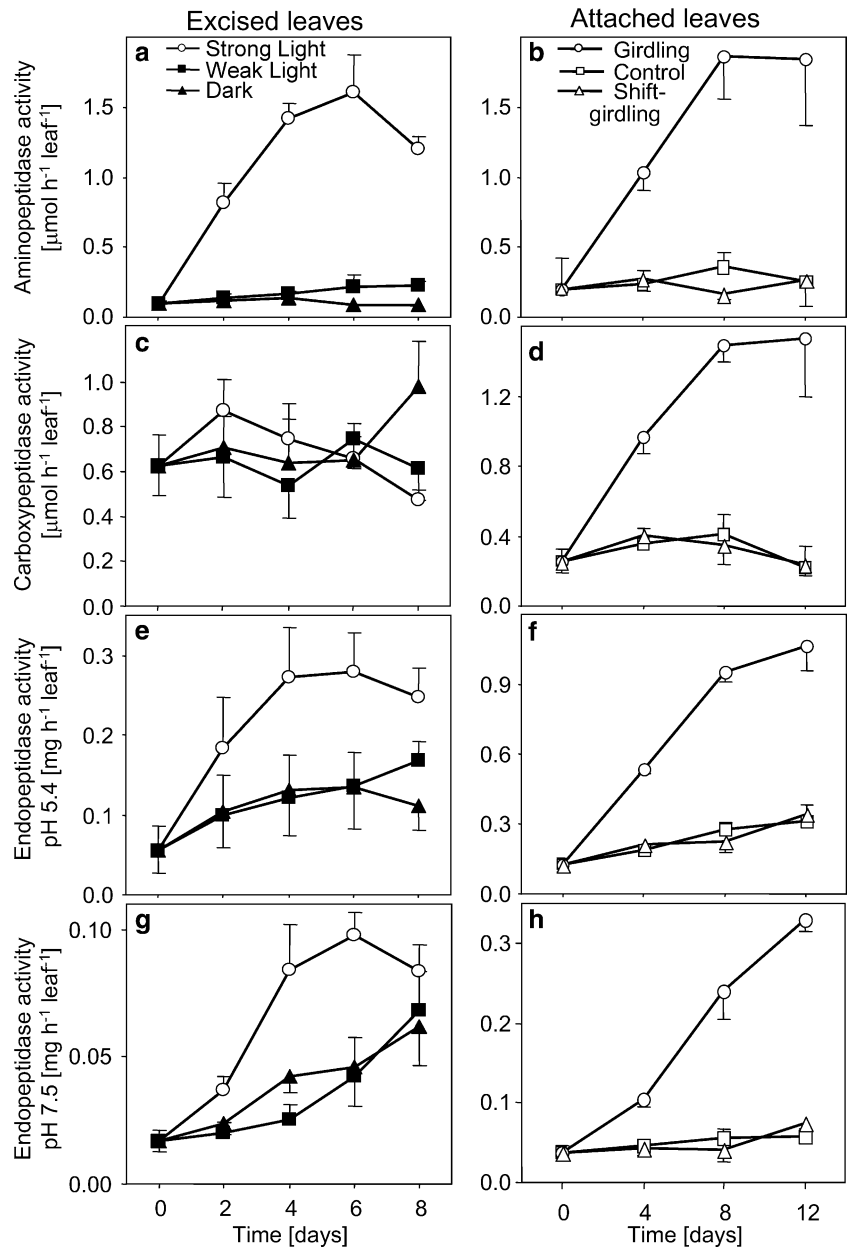 Excised leaves
Attached leaves
a
Strong Light
Weak Light
Dark
Aminopeptidase activity
[µmol h⁻¹ leaf⁻¹]
1.5
1.0
0.5
0.0
b
Girdling
Control
Shift-
girdling
1.5
1.0
0.5
0.0
c
Carboxypeptidase activity
[µmol h⁻¹ leaf⁻¹]
1.0
0.8
0.6
0.4
0.2
0.0
d
1.2
0.8
0.4
0.0
e
Endopeptidase activity
pH 5.4 [mg h⁻¹ leaf⁻¹]
0.3
0.2
0.1
0.0
f
0.9
0.6
0.3
0.0
g
Endopeptidase activity
pH 7.5 [mg h⁻¹ leaf⁻¹]
0.10
0.05
0.00
0 2 4 6 8
Time [days]
h
0.3
0.2
0.1
0.0
0 4 8 12
Time [days]